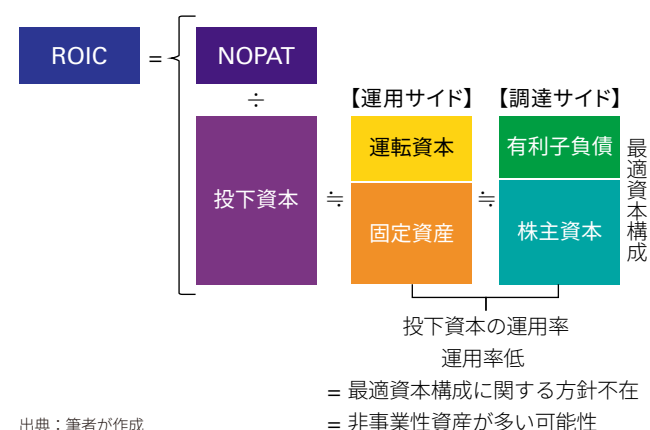 ROIC
=
NOPAT
÷
【運用サイド】
【調達サイド】
投下資本
≒
運転資本
固定資産
≒
有利子負債
株主資本
最適資本構成
投下資本の運用率
運用率低
= 最適資本構成に関する方針不在
= 非事業性資産が多い可能性
出典：筆者が作成